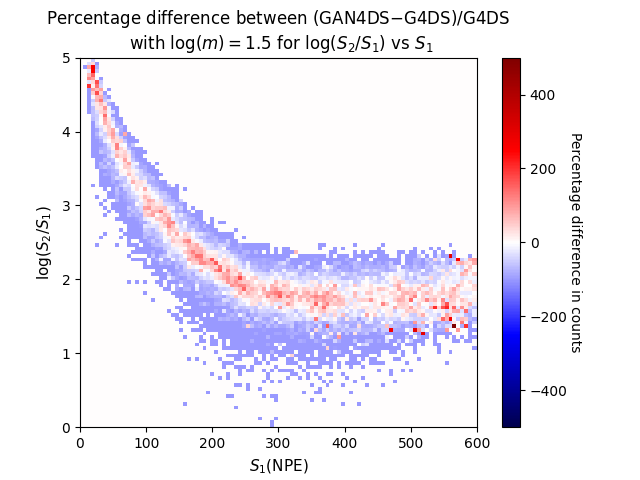 Percentage difference between (GAN4DS−G4DS)/G4DS
with log(m) = 1.5 for log(S₂/S₁) vs S₁
5
4
3
2
1
0
log(S₂/S₁)
0 100 200 300 400 500 600
S₁(NPE)
400
200
0
−200
−400
Percentage difference in counts